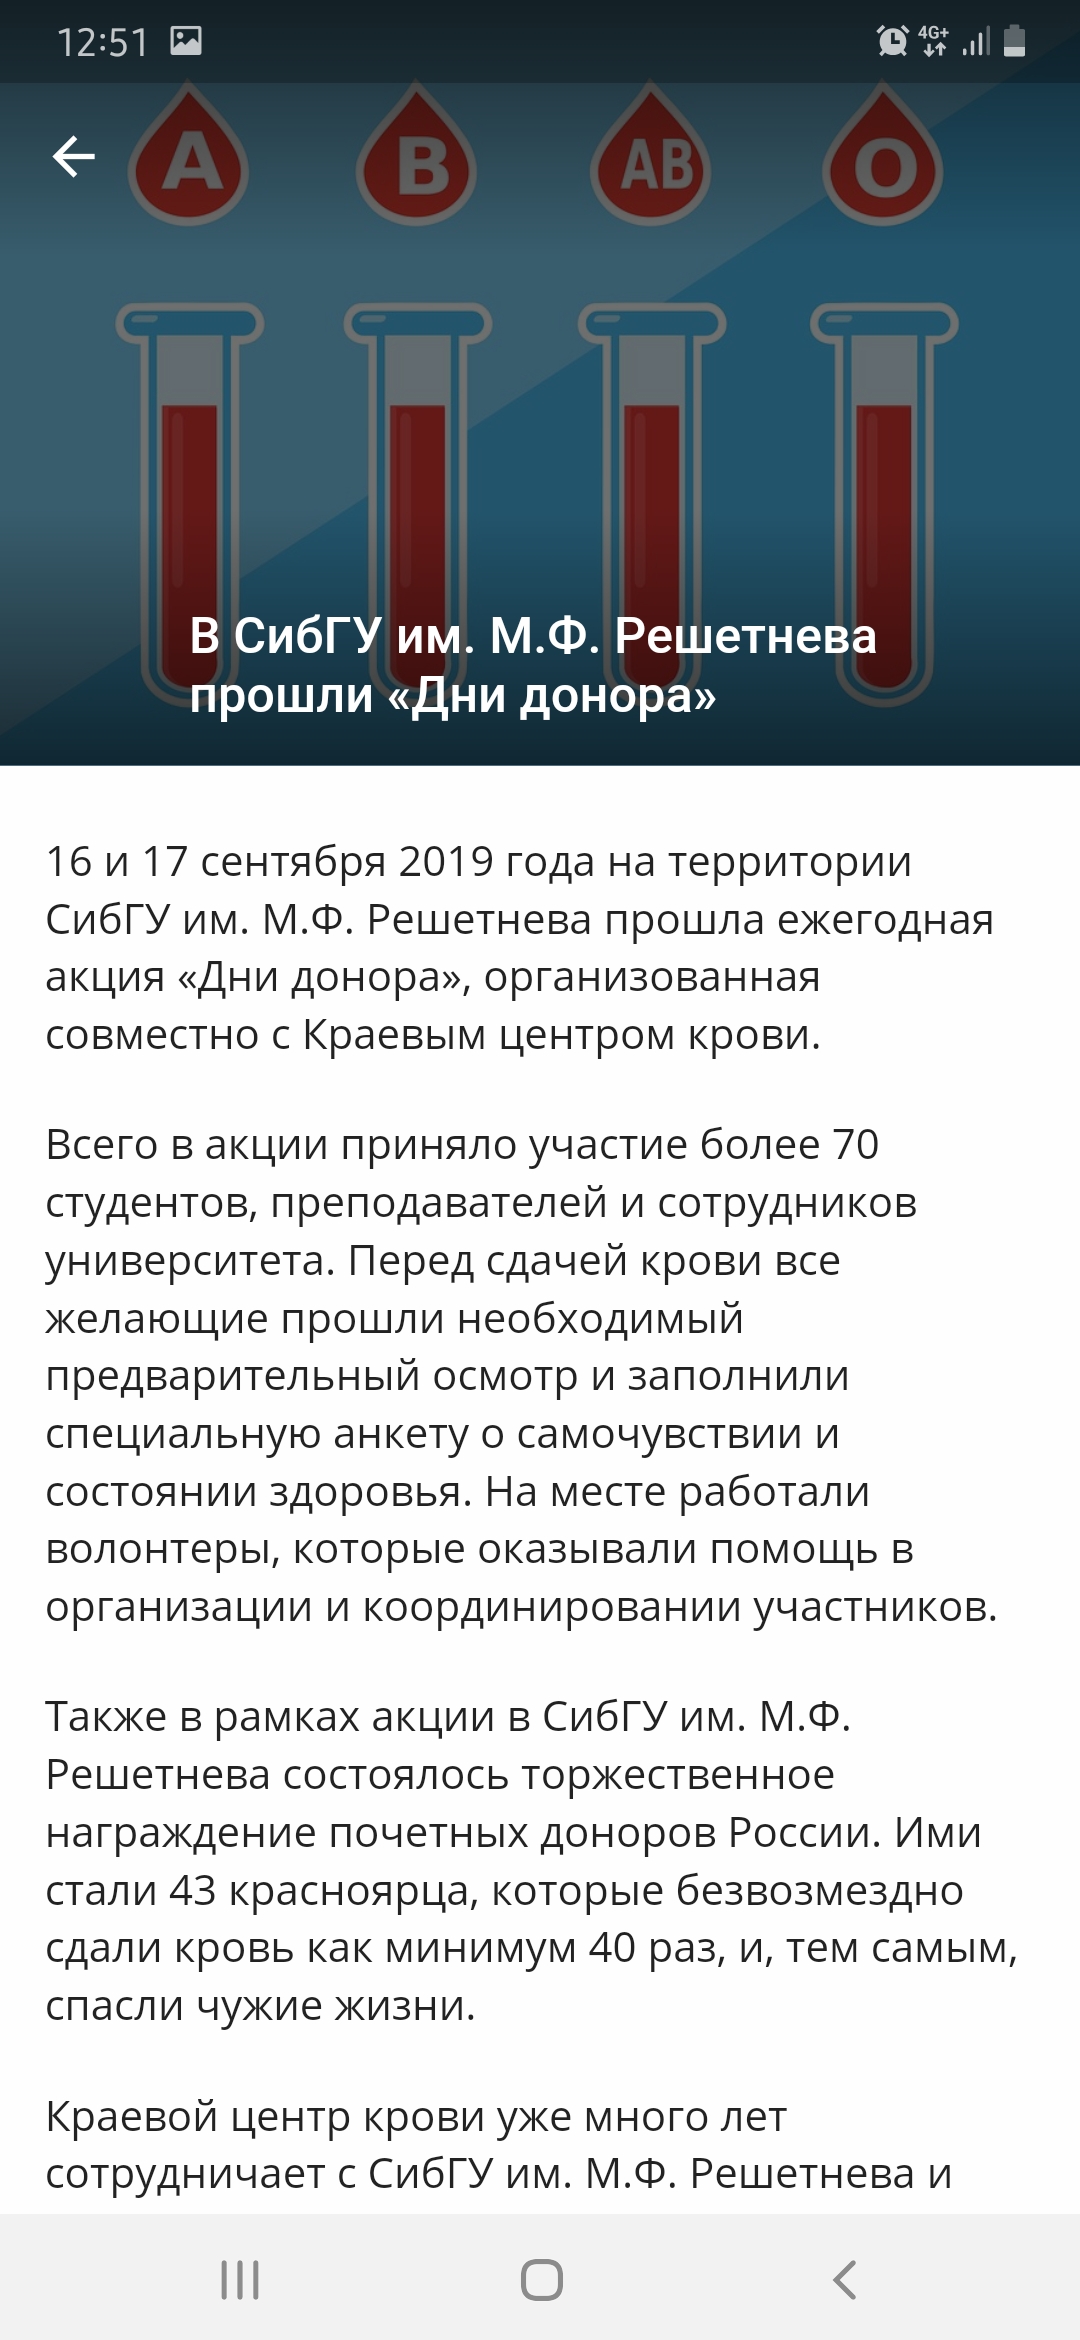 12:51
4G+
A B AB O
В СибГУ им. М.Ф. Решетнева
прошли «Дни донора»
16 и 17 сентября 2019 года на территории
СибГУ им. М.Ф. Решетнева прошла ежегодная
акция «Дни донора», организованная
совместно с Краевым центром крови.
Всего в акции приняло участие более 70
студентов, преподавателей и сотрудников
университета. Перед сдачей крови все
желающие прошли необходимый
предварительный осмотр и заполнили
специальную анкету о самочувствии и
состоянии здоровья. На месте работали
волонтеры, которые оказывали помощь в
организации и координировании участников.
Также в рамках акции в СибГУ им. М.Ф.
Решетнева состоялось торжественное
награждение почетных доноров России. Ими
стали 43 красноярца, которые безвозмездно
сдали кровь как минимум 40 раз, и, тем самым,
спасли чужие жизни.
Краевой центр крови уже много лет
сотрудничает с СибГУ им. М.Ф. Решетнева и